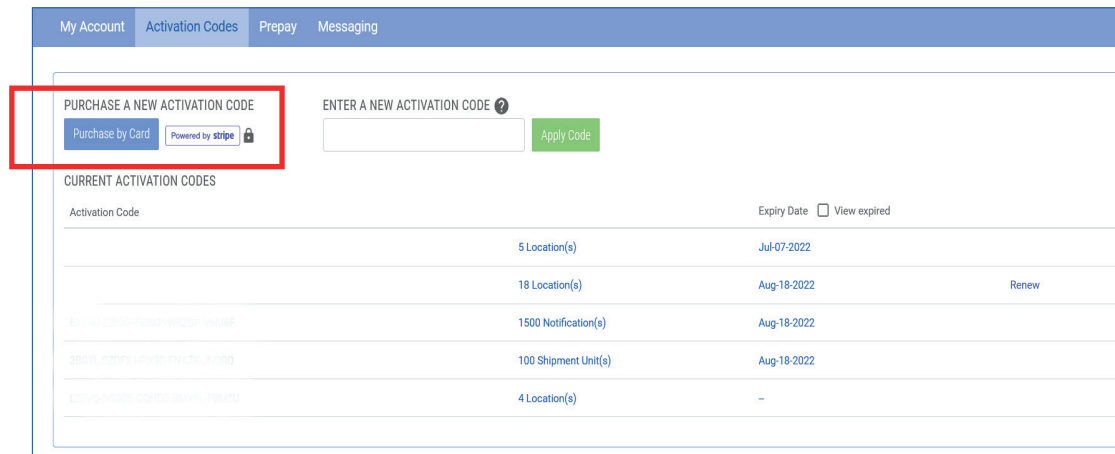 My Account Activation Codes Prepay Messaging
PURCHASE A NEW ACTIVATION CODE ENTER A NEW ACTIVATION CODE ?
Purchase by Card Powered by stripe Apply Code
CURRENT ACTIVATION CODES
Activation Code Expiry Date View expired
5 Location(s) Jul-07-2022
18 Location(s) Aug-18-2022 Renew
1500 Notification(s) Aug-18-2022
100 Shipment Unit(s) Aug-18-2022
4 Location(s) –